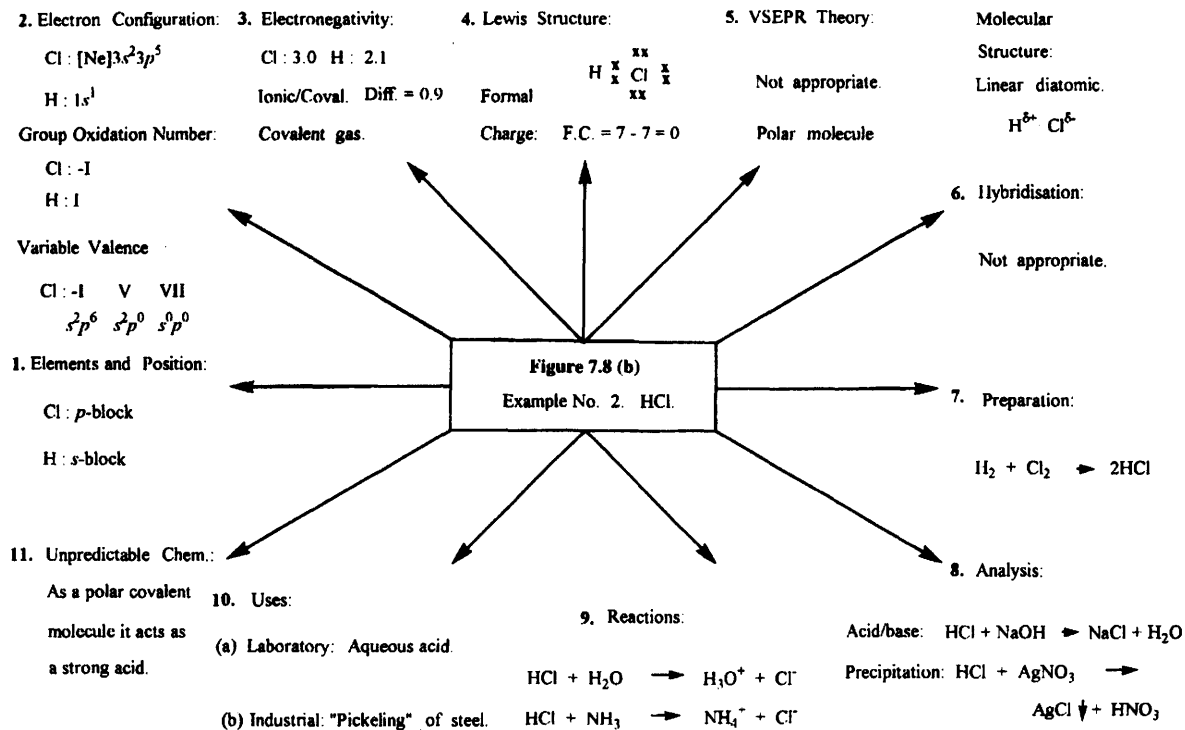 2. Electron Configuration:
Cl : [Ne]3s²3p⁵
H : 1s¹
Group Oxidation Number:
Cl : -I
H : I
Variable Valence
Cl : -I V VII
s²p⁶ s²p⁰ s⁰p⁰
3. Electronegativity:
Cl : 3.0 H : 2.1
Ionic/Coval. Diff. = 0.9
Covalent gas.
4. Lewis Structure:
xx
H x x Cl x x
xx
Formal
Charge: F.C. = 7 - 7 = 0
5. VSEPR Theory:
Not appropriate.
Polar molecule
Molecular
Structure:
Linear diatomic.
H^δ+ Cl^δ-
6. Hybridisation:
Not appropriate.
1. Elements and Position:
Cl : p-block
H : s-block
Figure 7.8 (b)
Example No. 2. HCl.
7. Preparation:
H₂ + Cl₂ → 2HCl
8. Analysis:
Acid/base: HCl + NaOH → NaCl + H₂O
Precipitation: HCl + AgNO₃ →
AgCl ↓ + HNO₃
9. Reactions:
HCl + H₂O → H₃O⁺ + Cl⁻
HCl + NH₃ → NH₄⁺ + Cl⁻
10. Uses:
(a) Laboratory: Aqueous acid.
(b) Industrial: "Pickeling" of steel.
11. Unpredictable Chem.:
As a polar covalent
molecule it acts as
a strong acid.